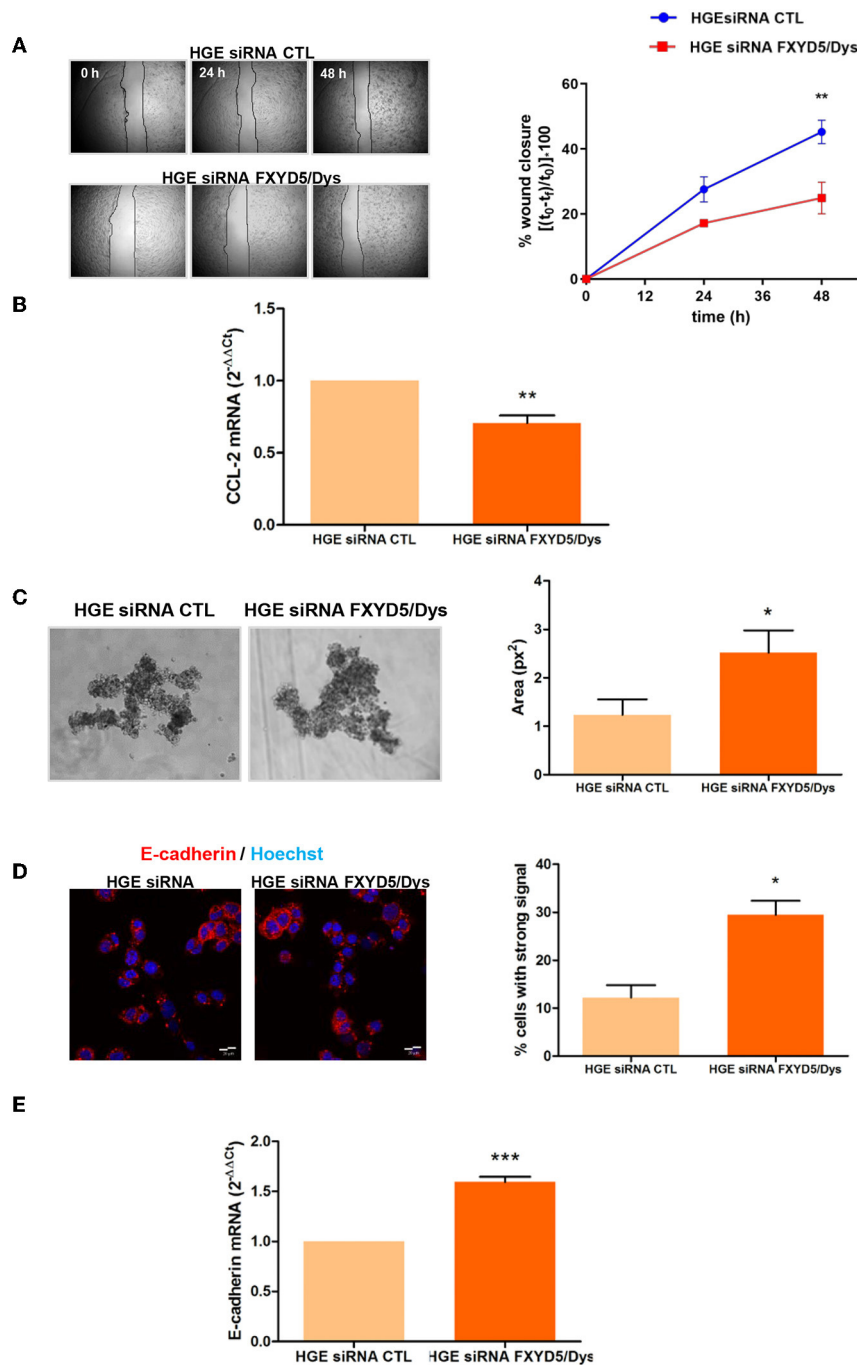 A
HGE siRNA CTL
0 h
24 h
48 h
HGE siRNA FXYD5/Dys
HGEsiRNA CTL
HGE siRNA FXYD5/Dys
% wound closure
[(t0-tf)/t0)]·100
60
40
20
0
0
12
24
36
48
**
time (h)
B
CCL-2 mRNA (2-ΔΔCt)
1.5
1.0
0.5
0.0
**
HGE siRNA CTL
HGE siRNA FXYD5/Dys
C
HGE siRNA CTL
HGE siRNA FXYD5/Dys
Area (px²)
4
3
2
1
0
*
HGE siRNA CTL
HGE siRNA FXYD5/Dys
D
E-cadherin / Hoechst
HGE siRNA
HGE siRNA FXYD5/Dys
% cells with strong signal
40
30
20
10
0
*
HGE siRNA CTL
HGE siRNA FXYD5/Dys
E
E-cadherin mRNA (2-ΔΔCt)
2.0
1.5
1.0
0.5
0.0
***
HGE siRNA CTL
HGE siRNA FXYD5/Dys